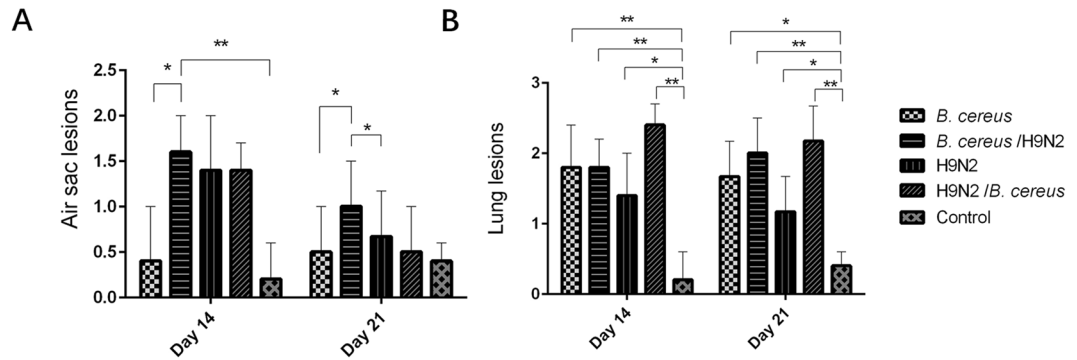 A
Air sac lesions
2.5
2.0
1.5
1.0
0.5
0.0
*
**
*
*
Day 14
Day 21
B
Lung lesions
3
2
1
0
**
**
*
**
*
**
*
**
Day 14
Day 21
B. cereus
B. cereus /H9N2
H9N2
H9N2 /B. cereus
Control